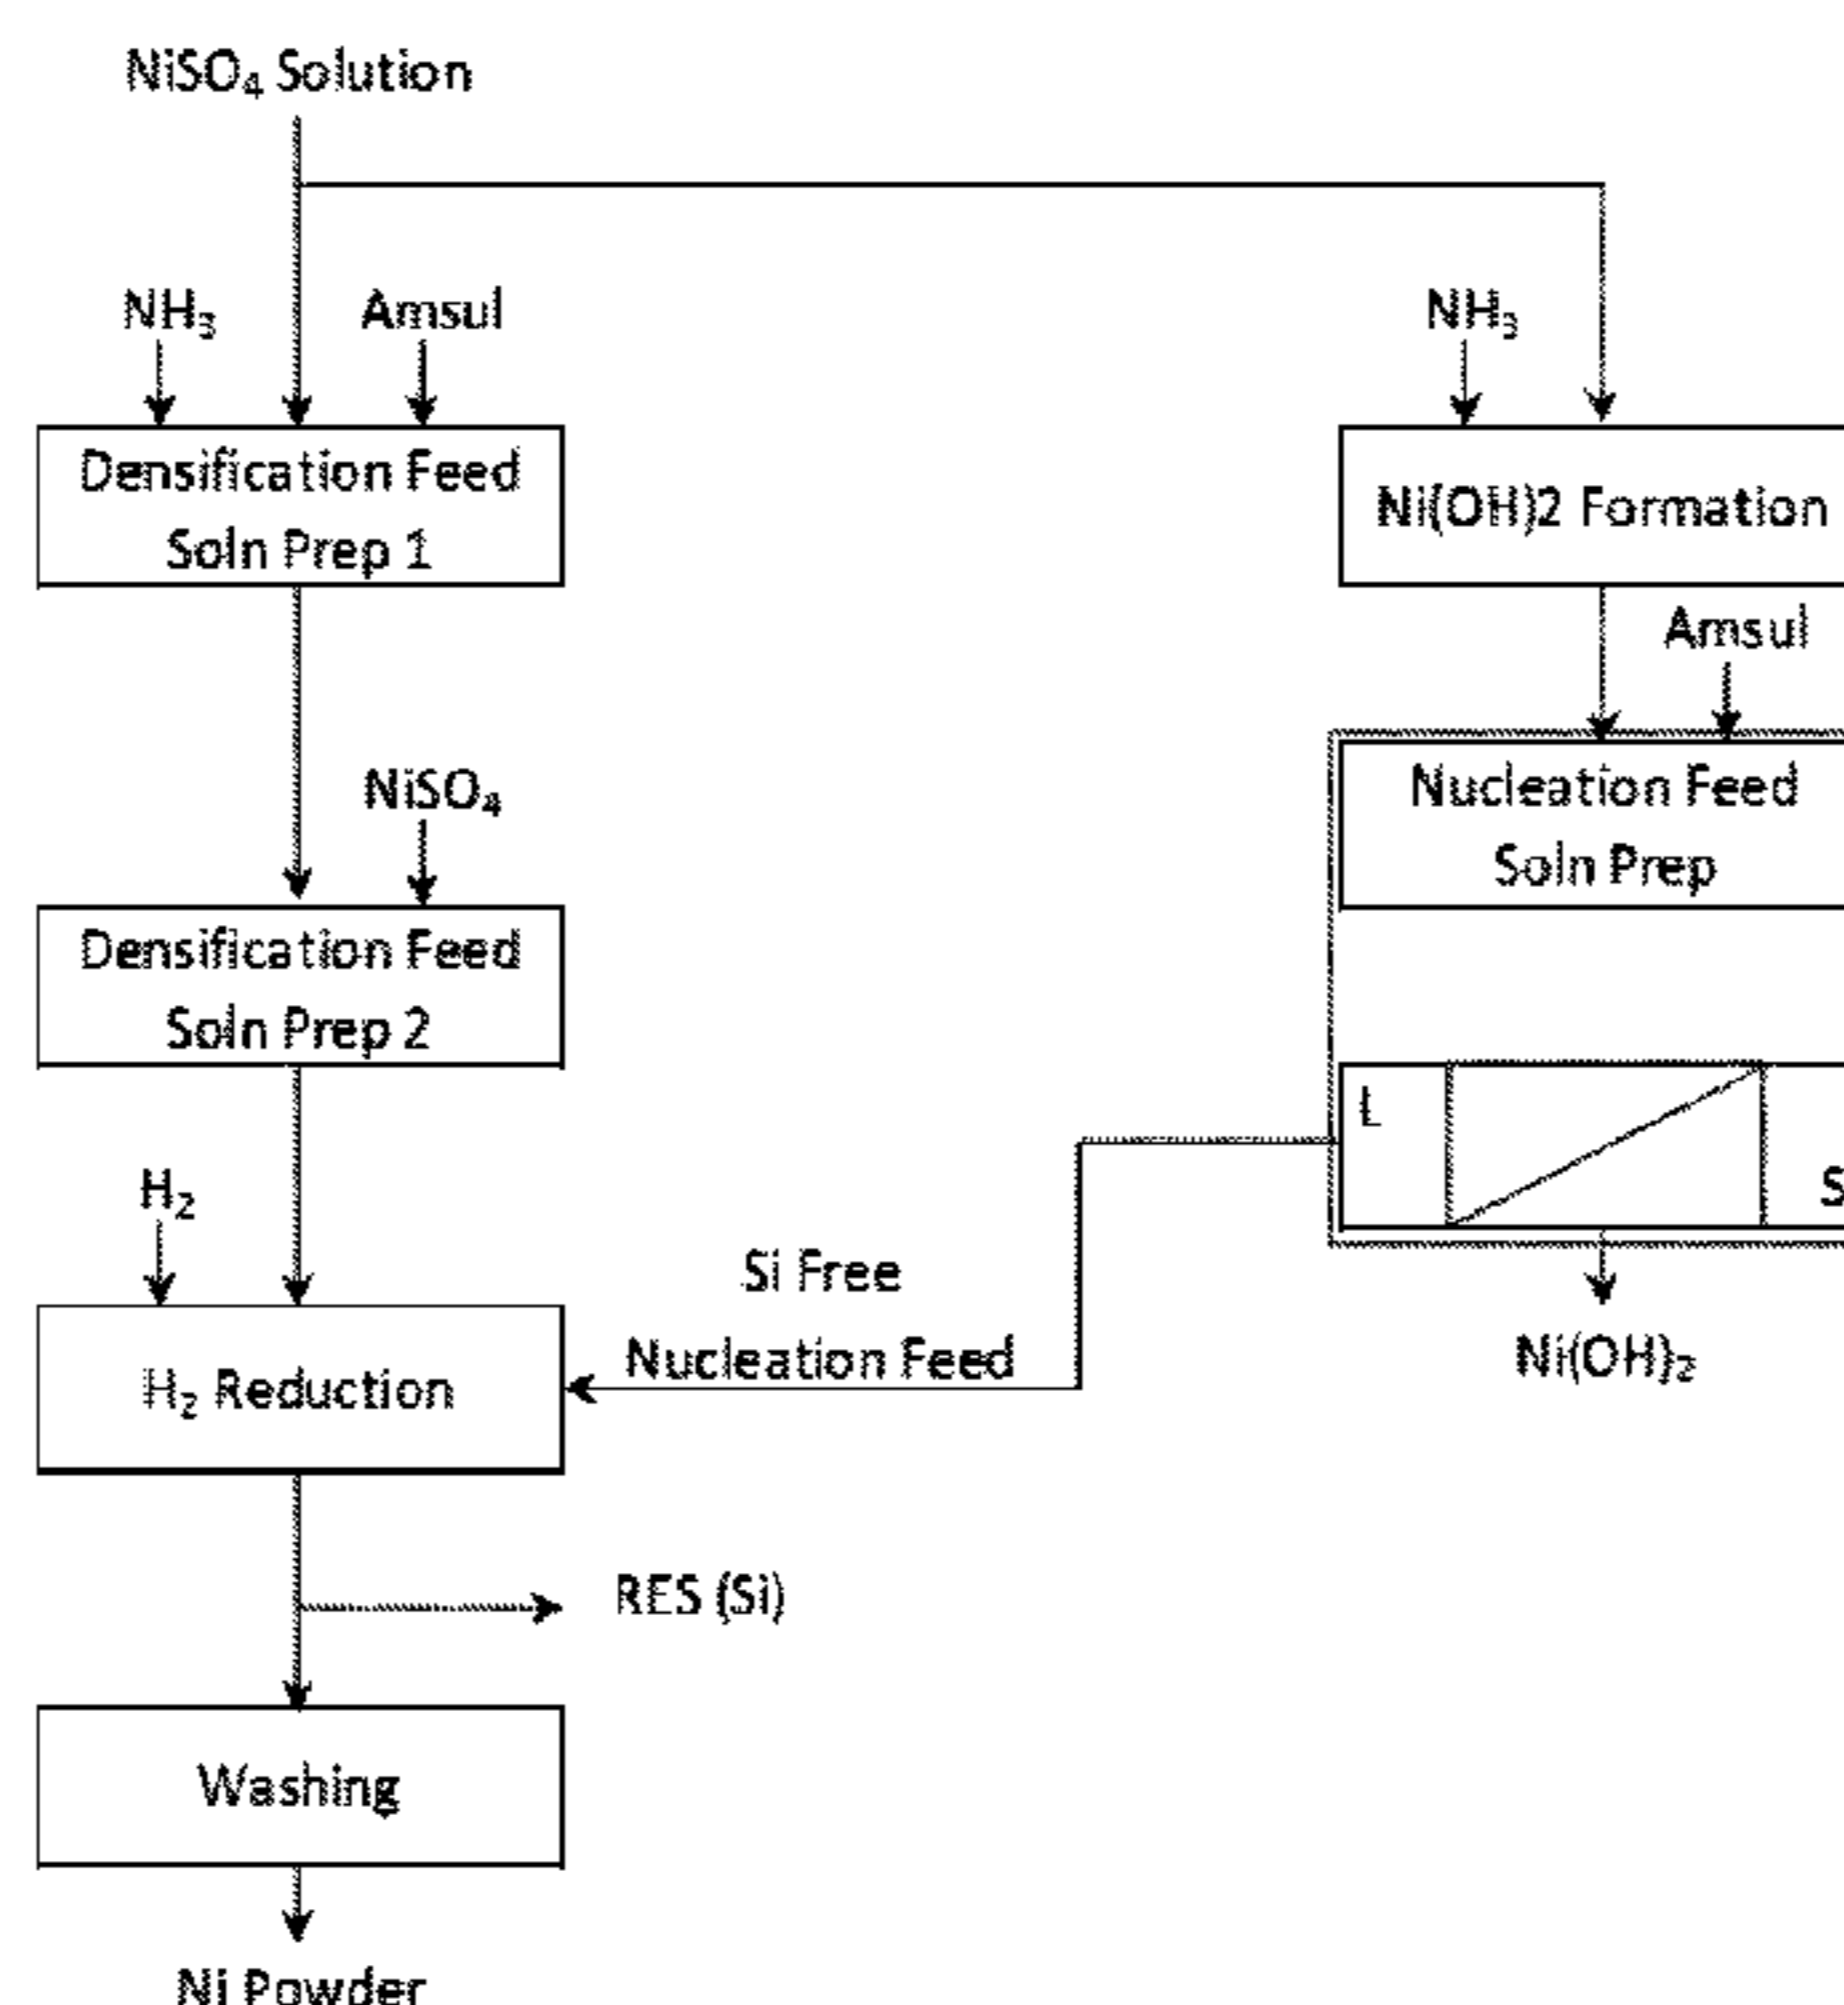 NiSO₄ Solution
NH₃
Amsul
NH₃
Densification Feed
Soln Prep 1
Ni(OH)2 Formation
Amsul
NiSO₄
Nucleation Feed
Soln Prep
Densification Feed
Soln Prep 2
L
S
H₂
Si Free
Nucleation Feed
H₂ Reduction
Ni(OH)₂
RES (Si)
Washing
Ni Powder